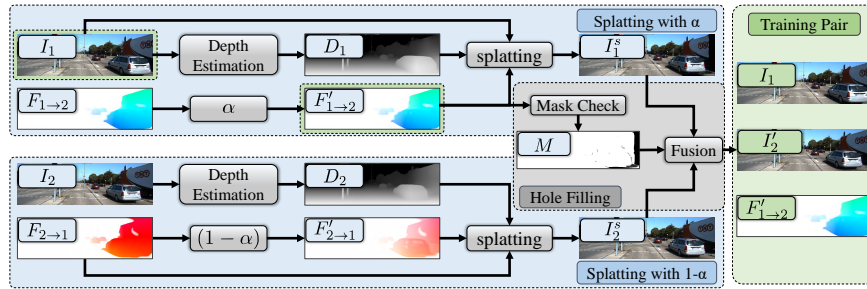 I₁
Depth
Estimation
D₁
splatting
I₁ˢ
Splatting with α
F₁→₂
α
F′₁→₂
Mask Check
M
Fusion
Hole Filling
I₂
Depth
Estimation
D₂
F₂→₁
(1 − α)
F′₂→₁
splatting
I₂ˢ
Splatting with 1-α
Training Pair
I₁
I′₂
F′₁→₂